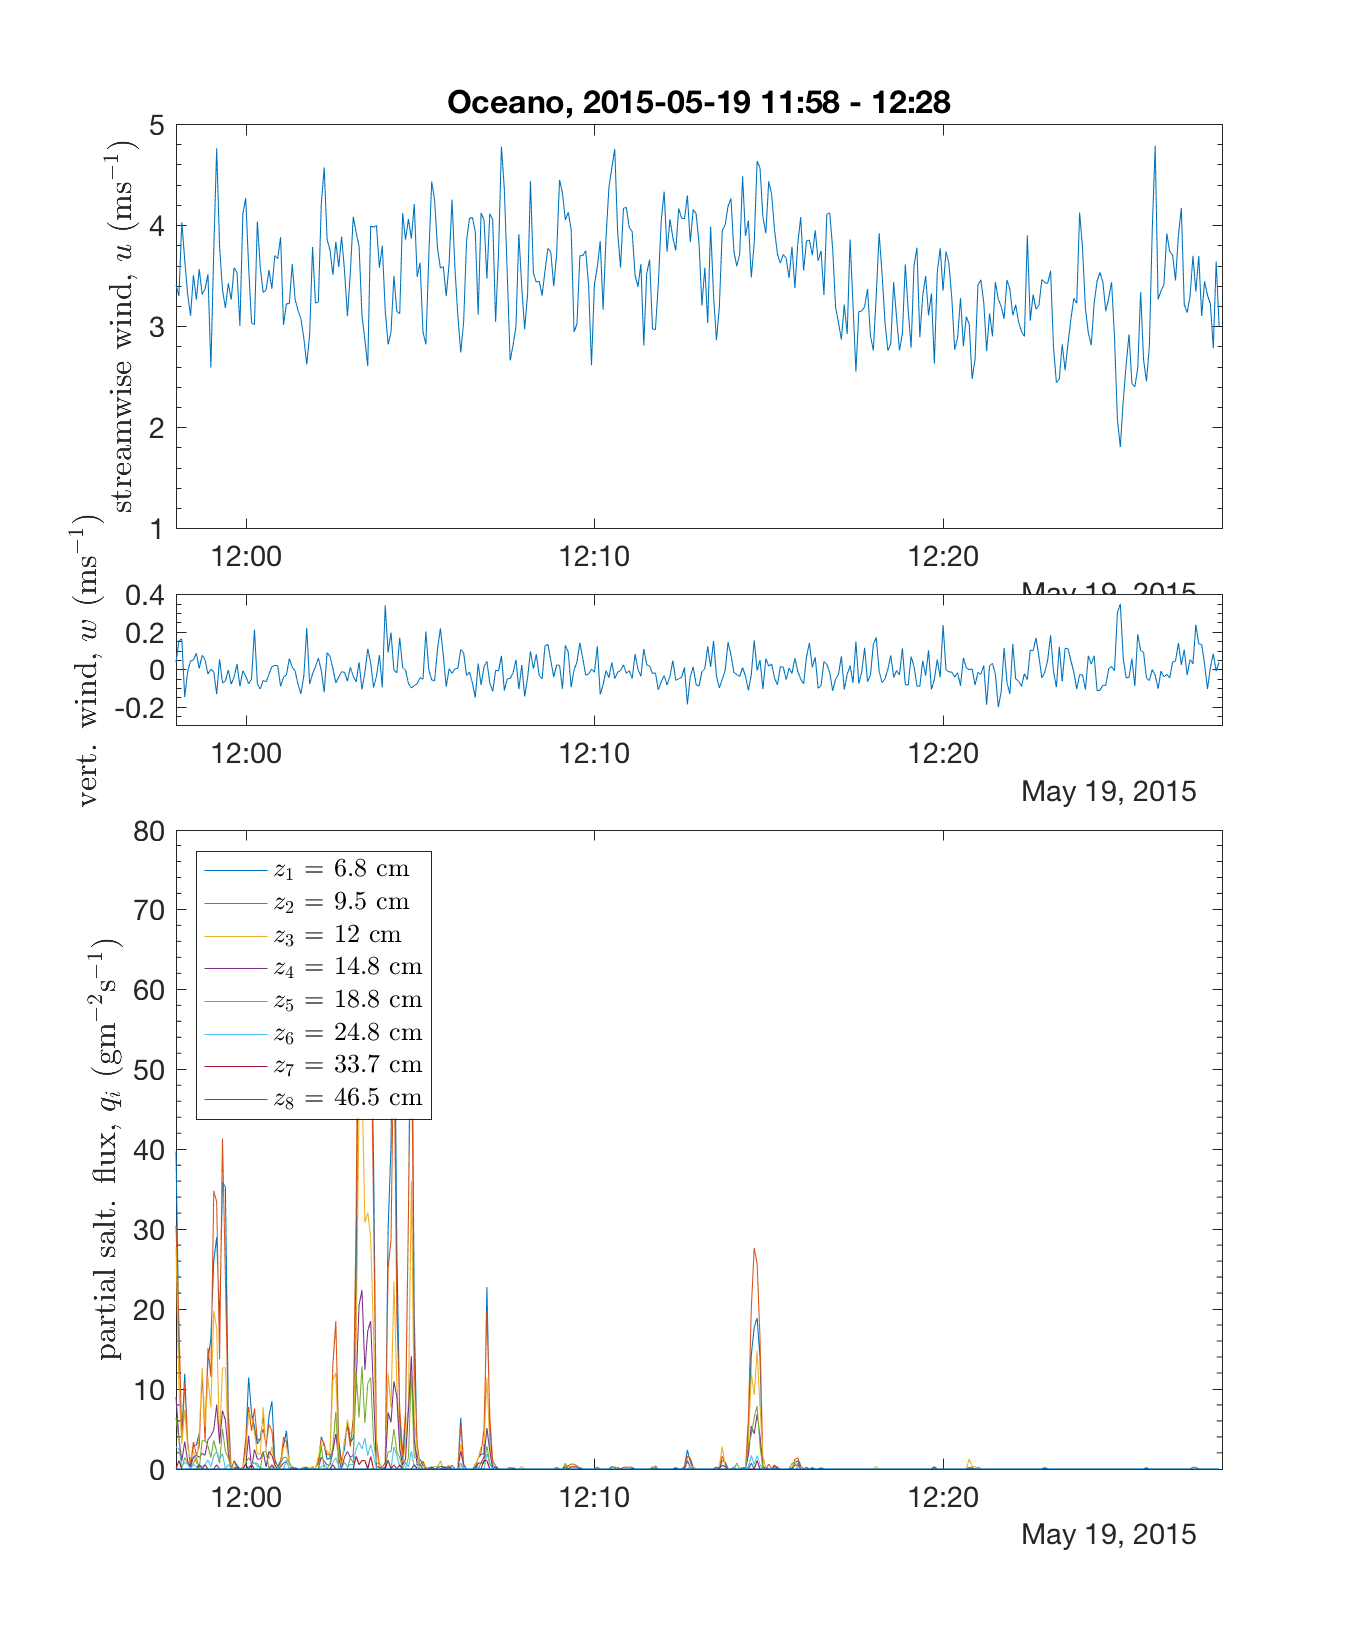 Oceano, 2015-05-19 11:58 - 12:28
streamwise wind, u (ms⁻¹)
5
4
3
2
1
12:00 12:10 12:20
May 19, 2015
vert. wind, w (ms⁻¹)
0.4
0.2
0
-0.2
12:00 12:10 12:20
May 19, 2015
partial salt. flux, qᵢ (gm⁻²s⁻¹)
80
70
60
50
40
30
20
10
0
z₁ = 6.8 cm
z₂ = 9.5 cm
z₃ = 12 cm
z₄ = 14.8 cm
z₅ = 18.8 cm
z₆ = 24.8 cm
z₇ = 33.7 cm
z₈ = 46.5 cm
12:00 12:10 12:20
May 19, 2015